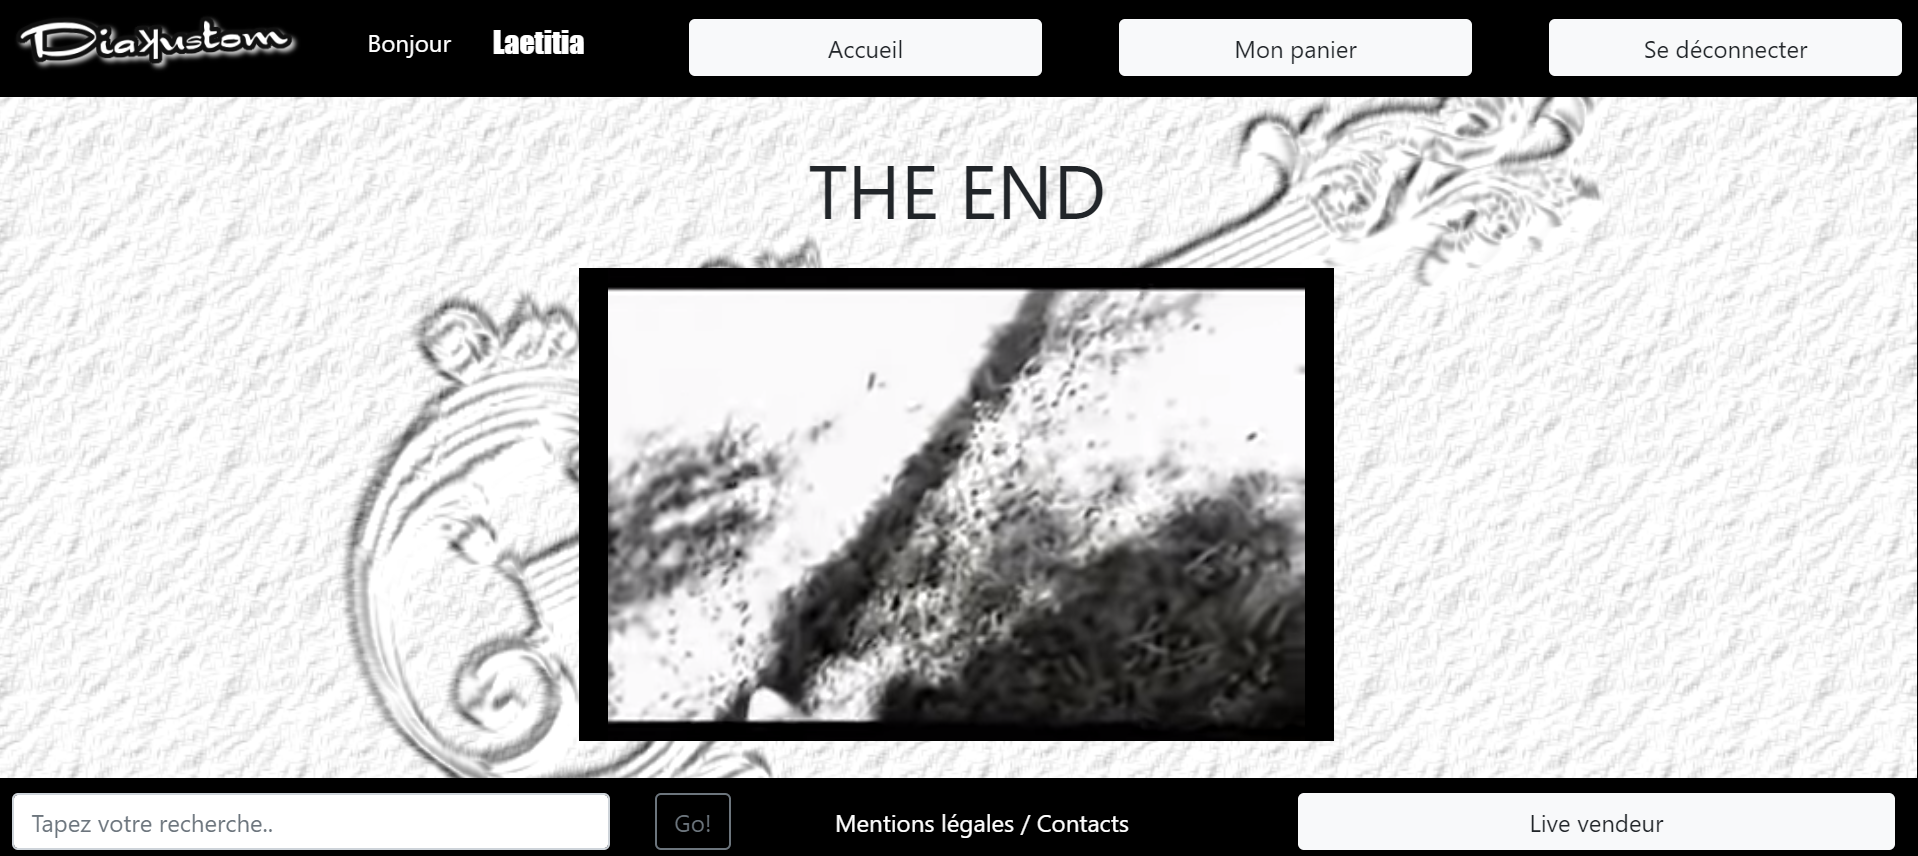 Diakustom
Bonjour Laetitia
Accueil
Mon panier
Se déconnecter
THE END
Tapez votre recherche..
Go!
Mentions légales / Contacts
Live vendeur